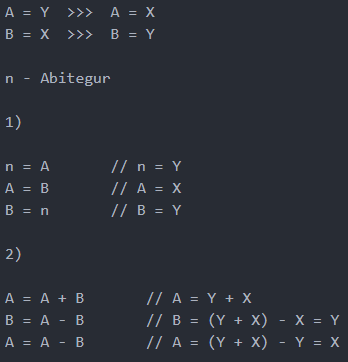 A = Y >>> A = X
B = X >>> B = Y
n - Abitegur
1)
n = A // n = Y
A = B // A = X
B = n // B = Y
2)
A = A + B // A = Y + X
B = A - B // B = (Y + X) - X = Y
A = A - B // A = (Y + X) - Y = X